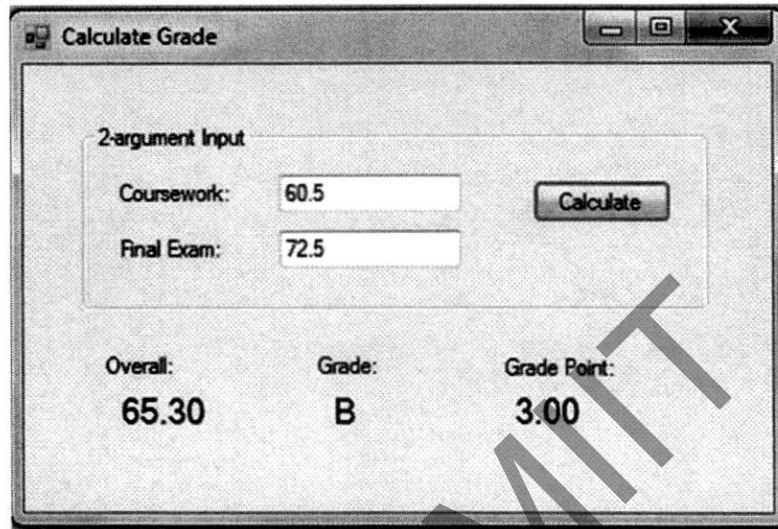 Calculate Grade
2-argument Input
Coursework: 60.5 Calculate
Final Exam: 72.5
Overall: Grade: Grade Point:
65.30 B 3.00
MIT